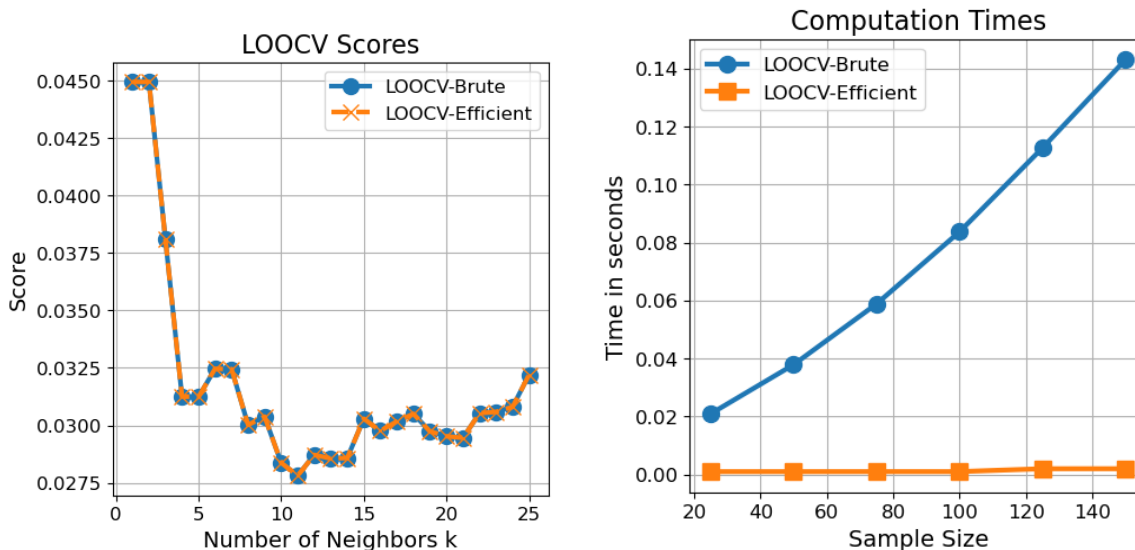 LOOCV Scores
LOOCV-Brute
LOOCV-Efficient
0.0450
0.0425
0.0400
0.0375
0.0350
0.0325
0.0300
0.0275
Score
0 5 10 15 20 25
Number of Neighbors k
Computation Times
LOOCV-Brute
LOOCV-Efficient
0.14
0.12
0.10
0.08
0.06
0.04
0.02
0.00
Time in seconds
20 40 60 80 100 120 140
Sample Size